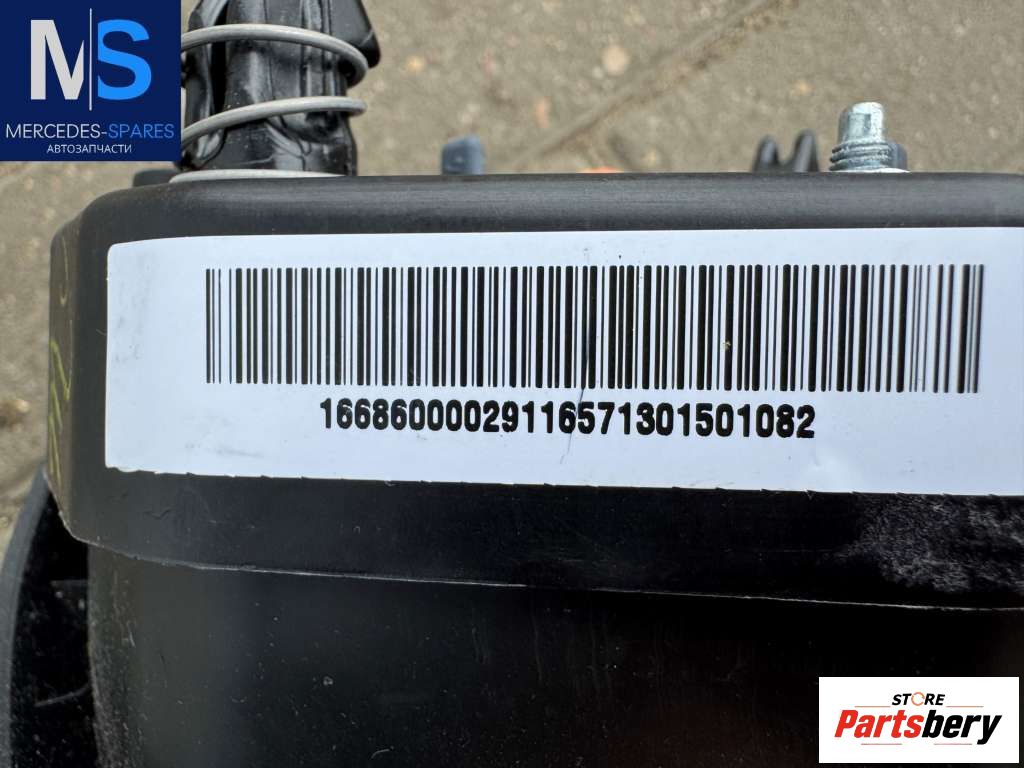 MS
MERCEDES-SPARES
АВТОЗАПЧАСТИ
16686000029116571301501082
STORE
Partsbery